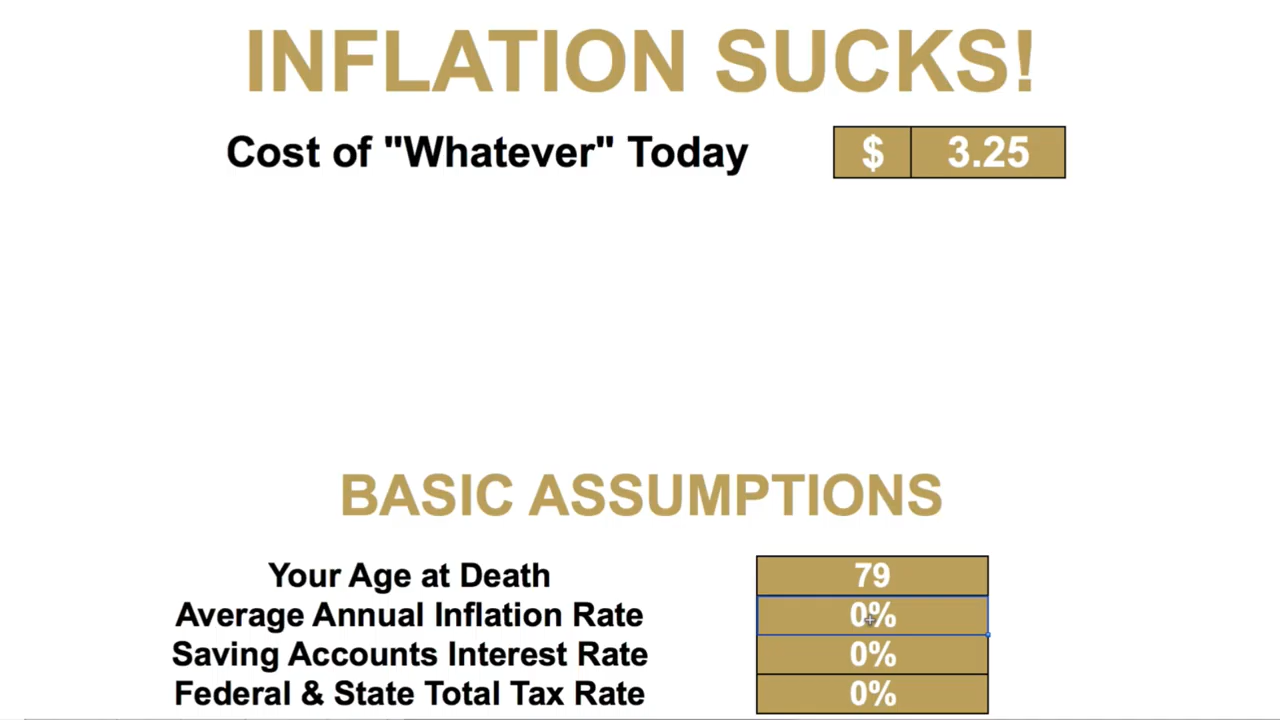 INFLATION SUCKS!
Cost of "Whatever" Today $ 3.25
BASIC ASSUMPTIONS
Your Age at Death 79
Average Annual Inflation Rate 0%
Saving Accounts Interest Rate 0%
Federal & State Total Tax Rate 0%